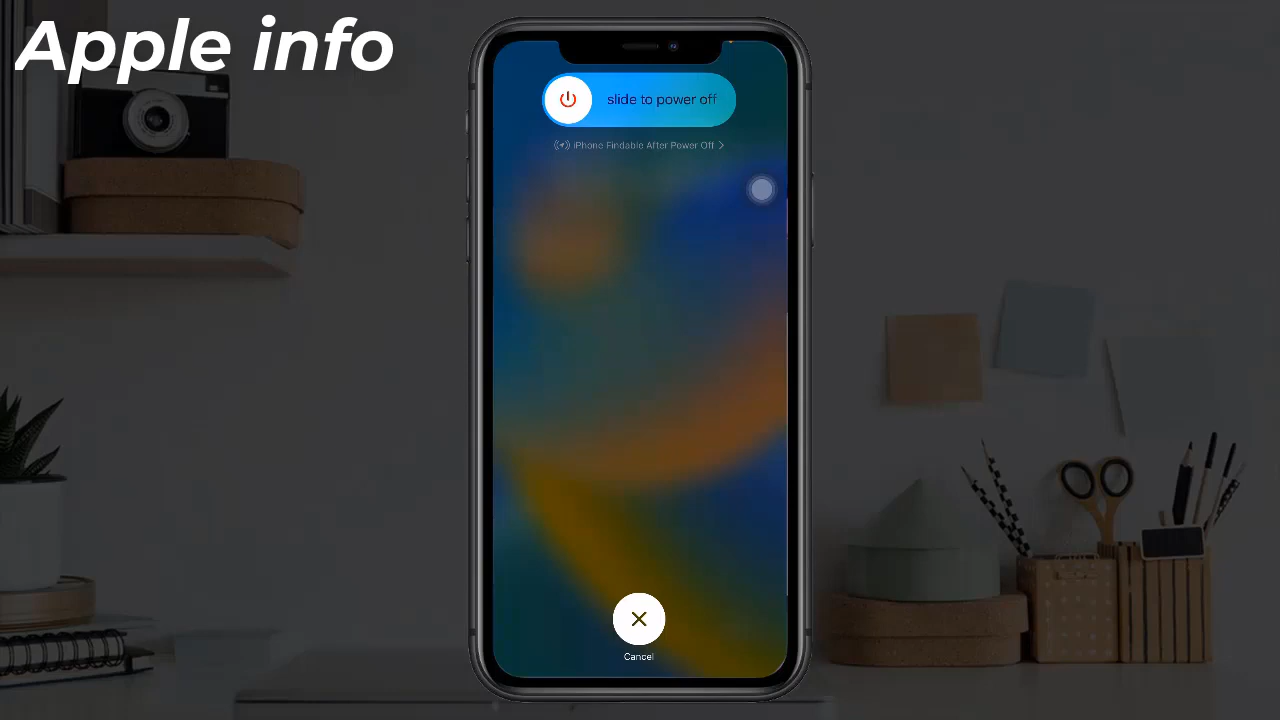 Apple info
slide to power off
iPhone Findable After Power Off
Cancel